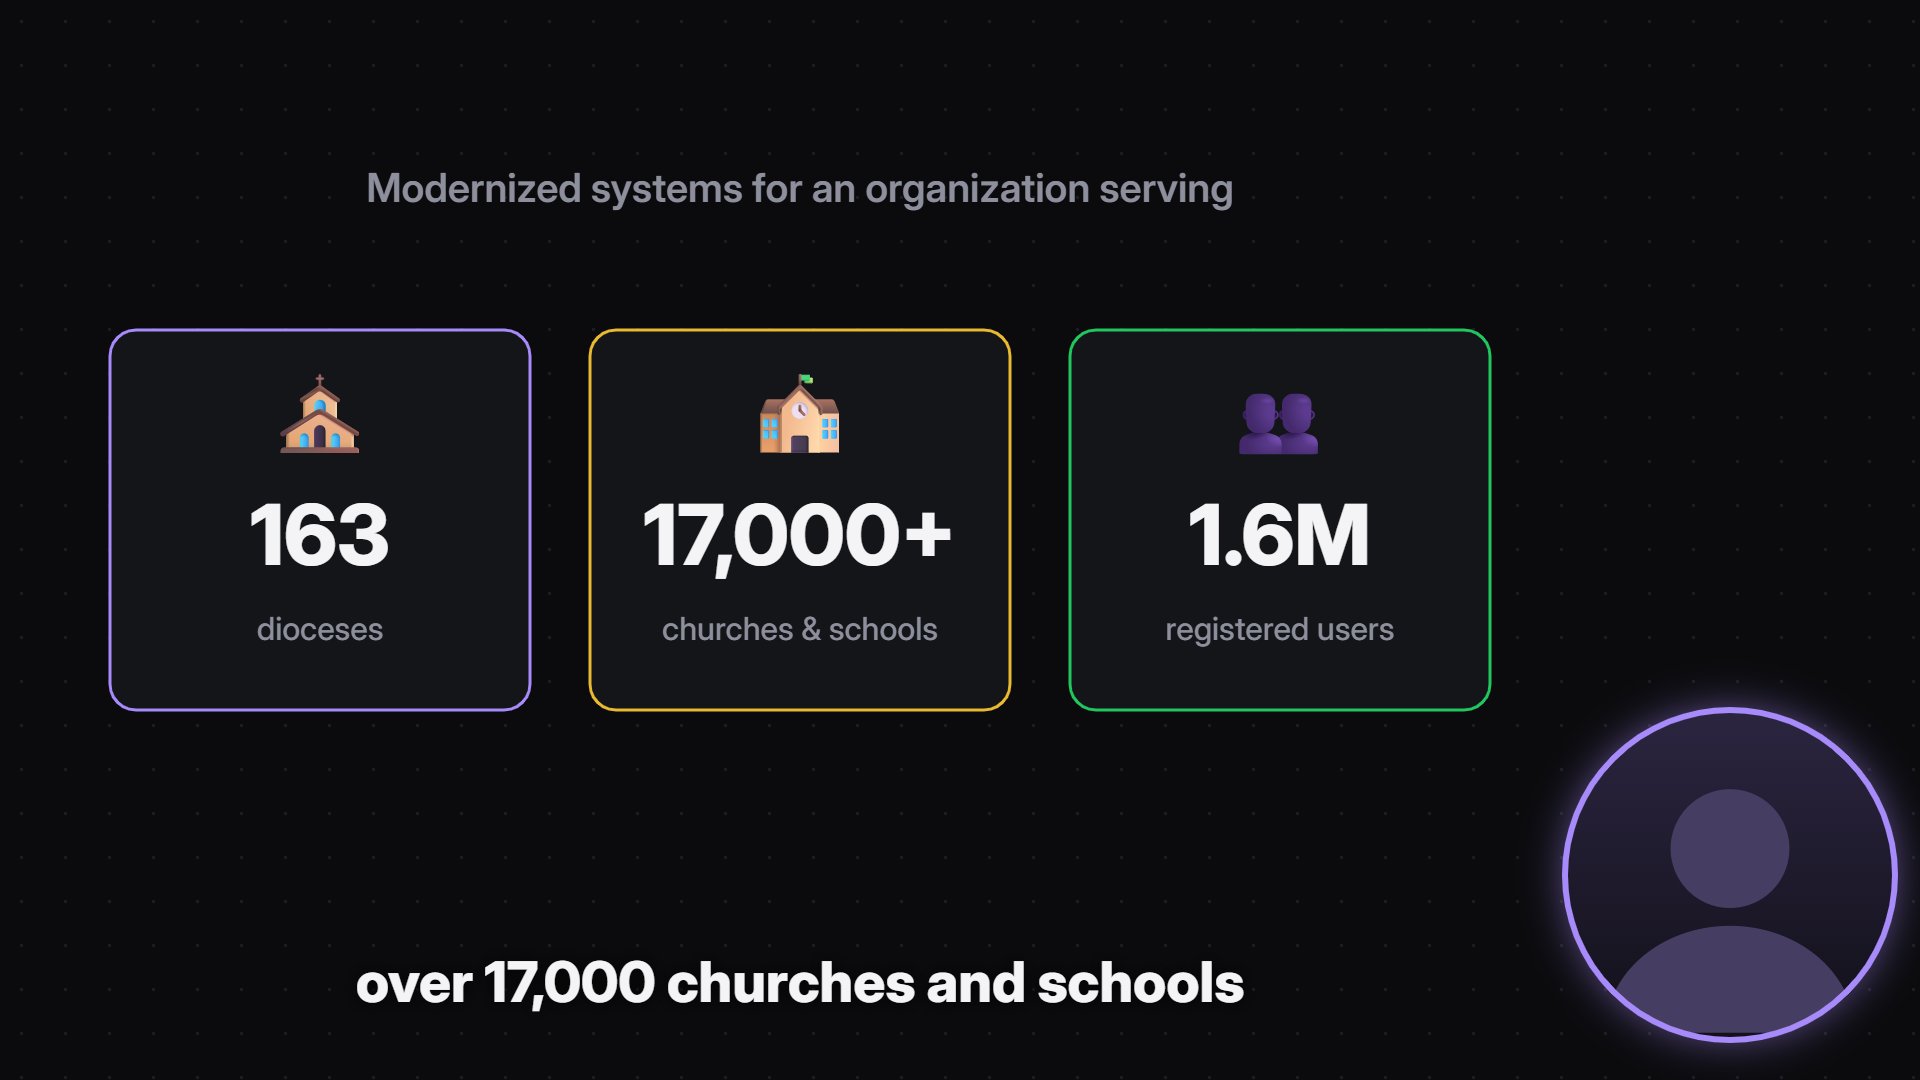 Modernized systems for an organization serving
163
dioceses
17,000+
churches & schools
1.6M
registered users
over 17,000 churches and schools